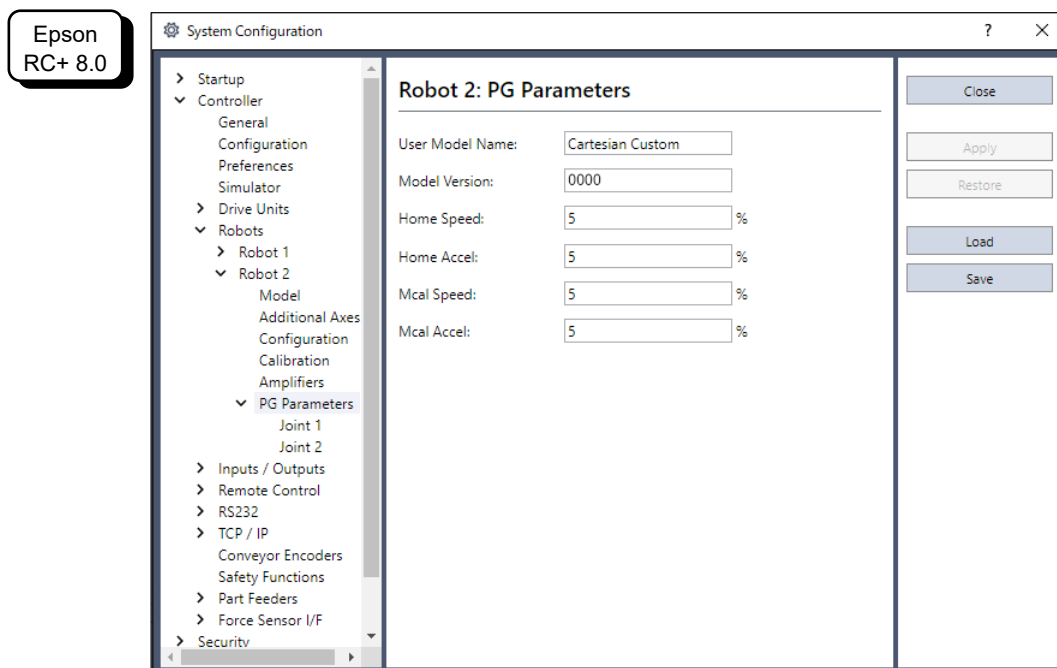 Epson
RC+ 8.0
System Configuration
?
Startup
Controller
General
Configuration
Preferences
Simulator
Drive Units
Robots
Robot 1
Robot 2
Model
Additional Axes
Configuration
Calibration
Amplifiers
PG Parameters
Joint 1
Joint 2
Inputs / Outputs
Remote Control
RS232
TCP / IP
Conveyor Encoders
Safety Functions
Part Feeders
Force Sensor I/F
Security
Robot 2: PG Parameters
User Model Name: Cartesian Custom
Model Version: 0000
Home Speed: 5 %
Home Accel: 5 %
Mcal Speed: 5 %
Mcal Accel: 5 %
Close
Apply
Restore
Load
Save